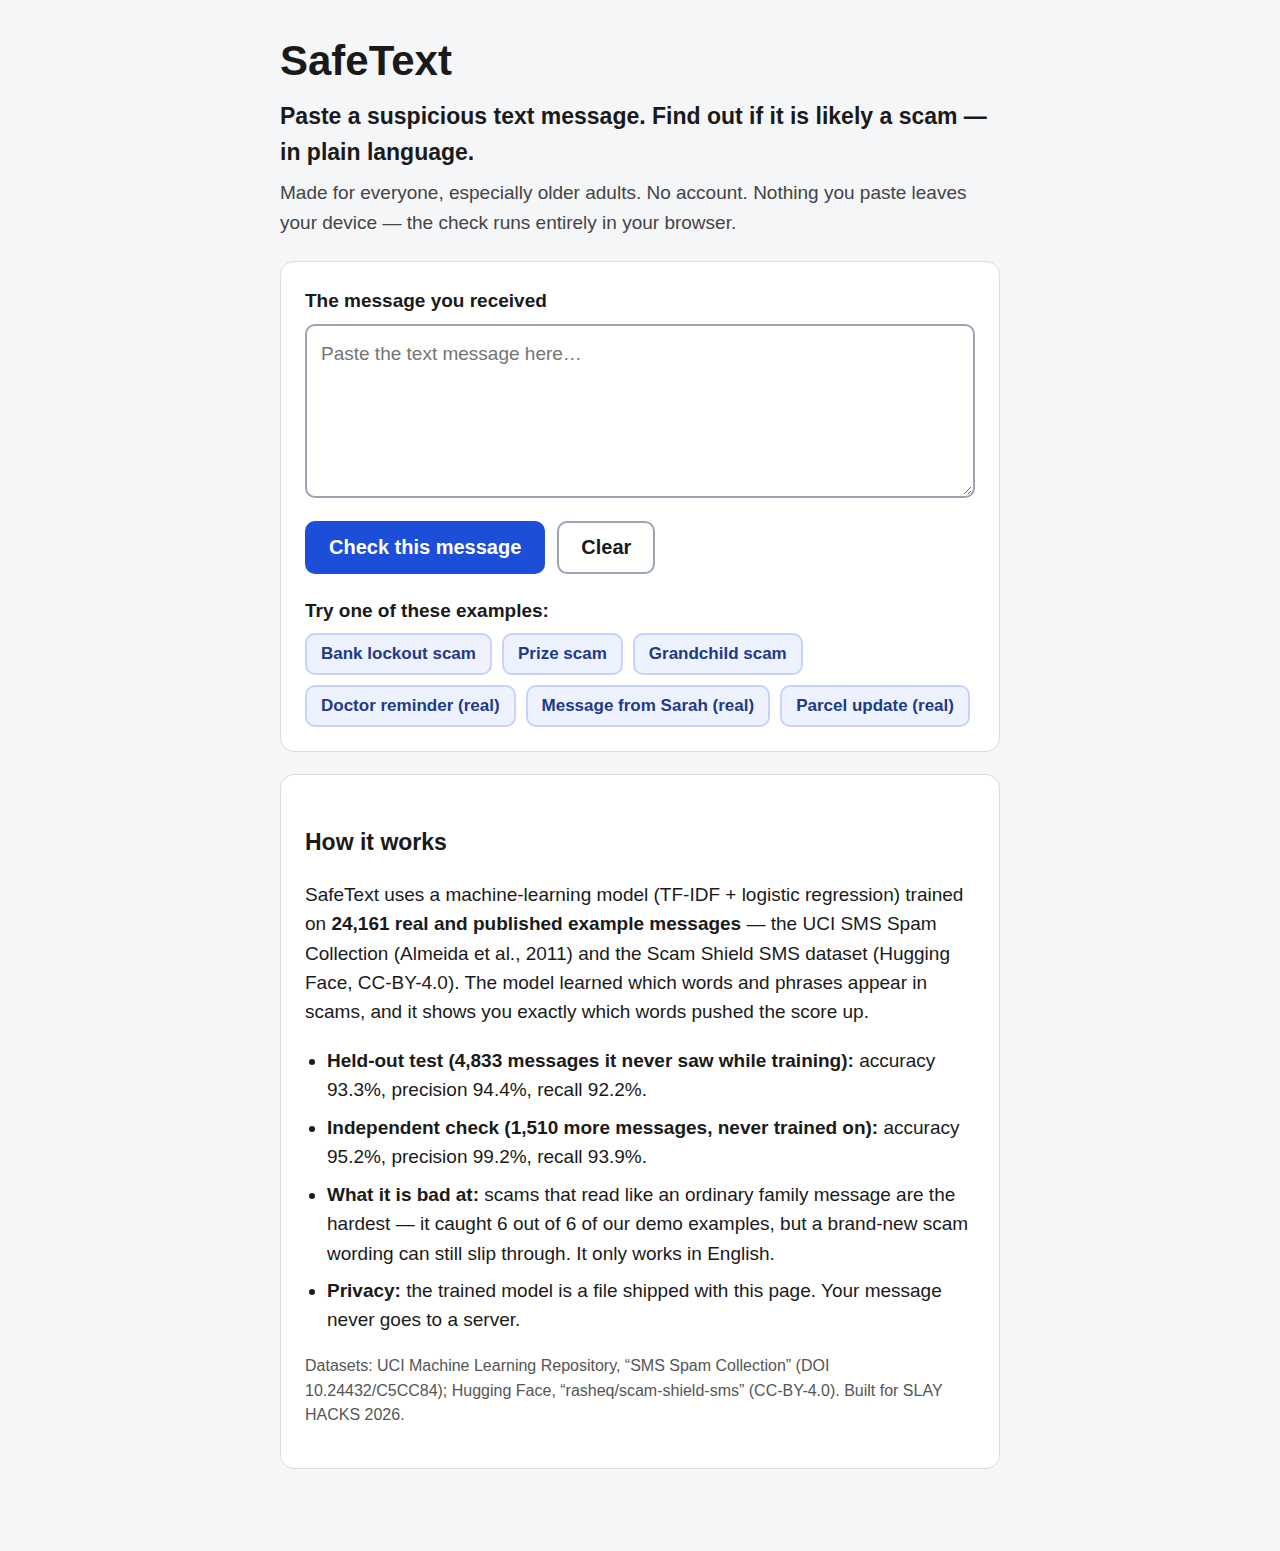 SafeText
Paste a suspicious text message. Find out if it is likely a scam —
in plain language.
Made for everyone, especially older adults. No account. Nothing you paste leaves
your device — the check runs entirely in your browser.
The message you received
Paste the text message here…
Check this message
Clear
Try one of these examples:
Bank lockout scam
Prize scam
Grandchild scam
Doctor reminder (real)
Message from Sarah (real)
Parcel update (real)
How it works
SafeText uses a machine-learning model (TF-IDF + logistic regression) trained
on 24,161 real and published example messages — the UCI SMS Spam
Collection (Almeida et al., 2011) and the Scam Shield SMS dataset (Hugging
Face, CC-BY-4.0). The model learned which words and phrases appear in
scams, and it shows you exactly which words pushed the score up.
• Held-out test (4,833 messages it never saw while training): accuracy
93.3%, precision 94.4%, recall 92.2%.
• Independent check (1,510 more messages, never trained on): accuracy
95.2%, precision 99.2%, recall 93.9%.
• What it is bad at: scams that read like an ordinary family message are the
hardest — it caught 6 out of 6 of our demo examples, but a brand-new scam
wording can still slip through. It only works in English.
• Privacy: the trained model is a file shipped with this page. Your message
never goes to a server.
Datasets: UCI Machine Learning Repository, “SMS Spam Collection” (DOI
10.24432/C5CC84); Hugging Face, “rasheq/scam-shield-sms” (CC-BY-4.0). Built for SLAY
HACKS 2026.